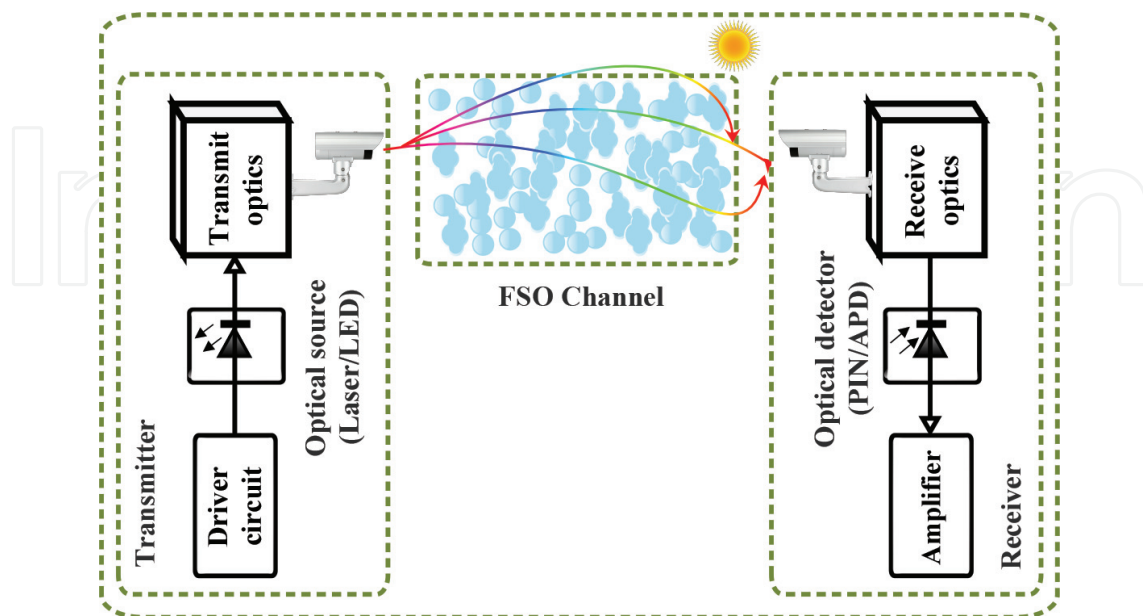 Transmitter
Driver
circuit
Optical source
(Laser/LED)
Transmit
optics
FSO Channel
Optical detector
(PIN/APD)
Receive
optics
Amplifier
Receiver